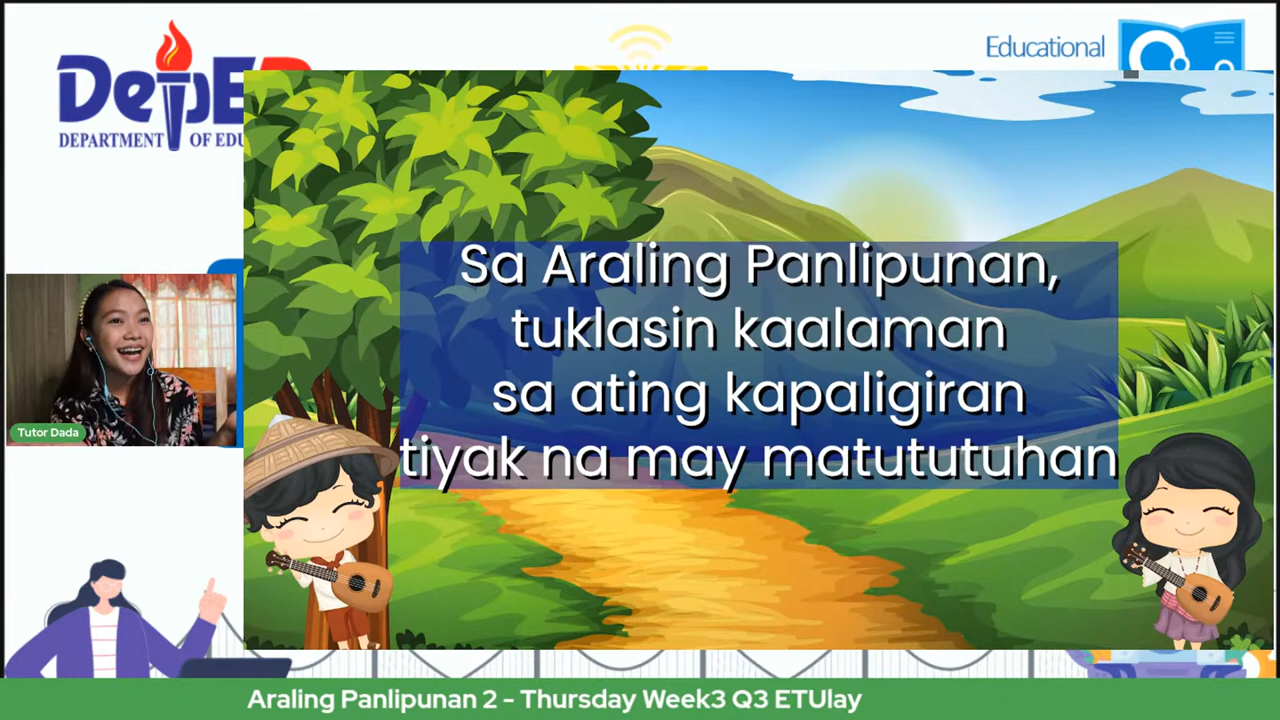 DepE
DEPARTMENT OF EDU
Educational
Sa Araling Panlipunan,
tuklasin kaalaman
sa ating kapaligiran
tiyak na may matututuhan
Tutor Dada
Araling Panlipunan 2 - Thursday Week3 Q3 ETUlay